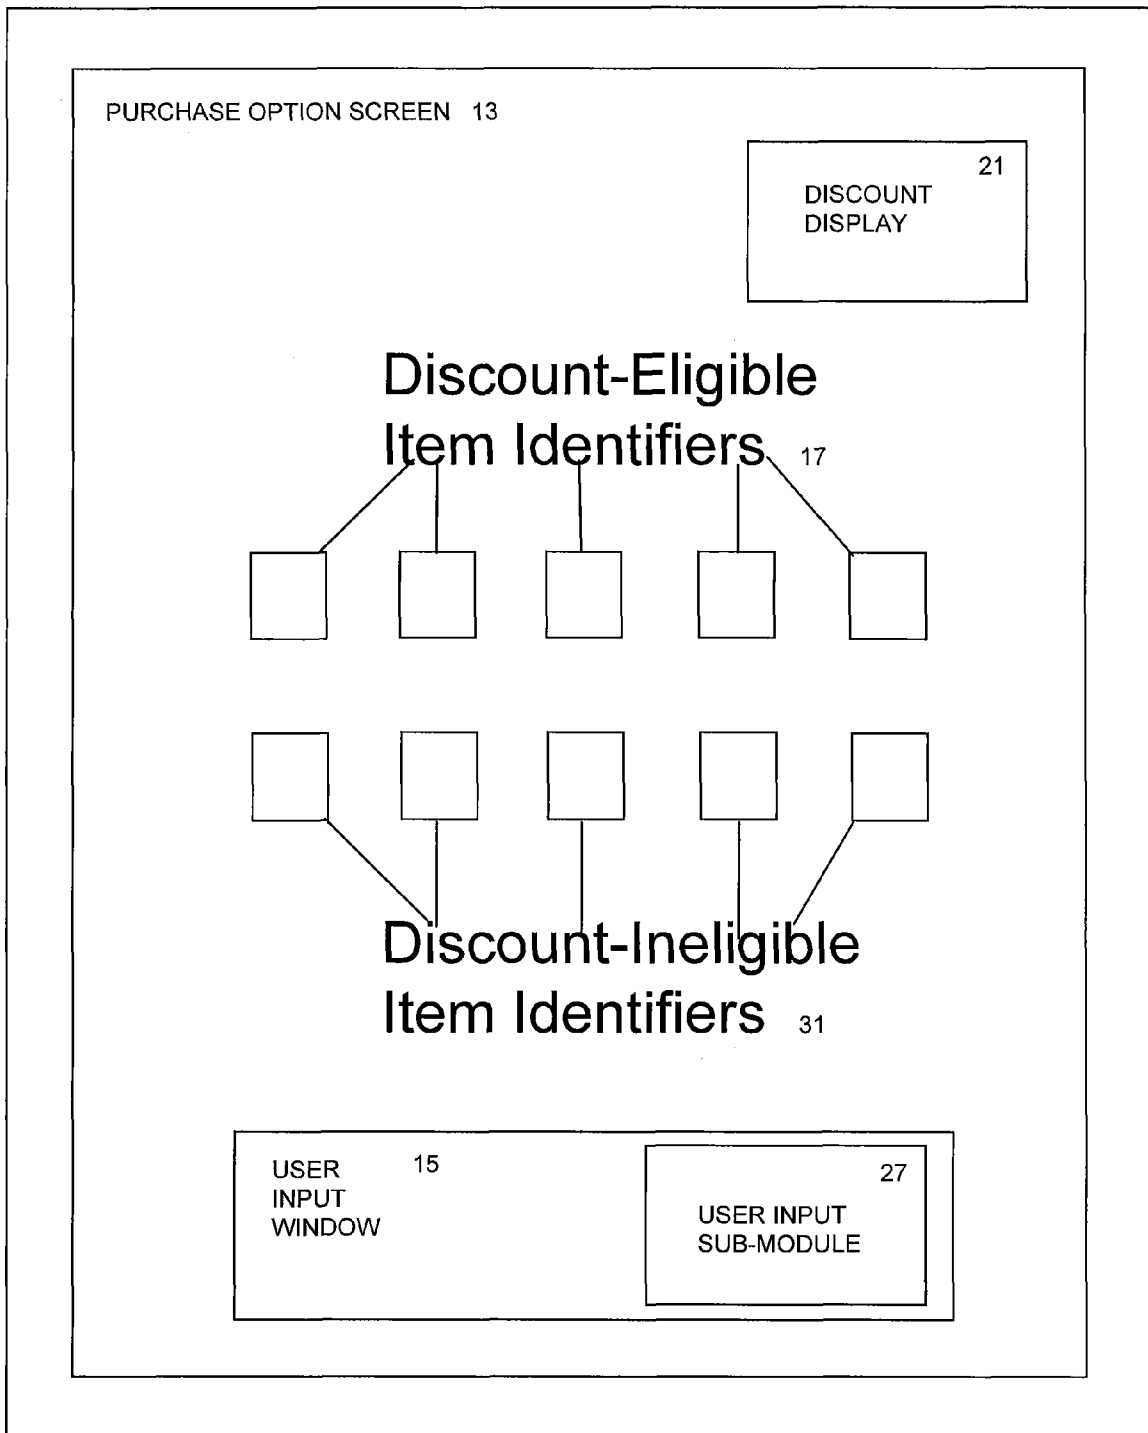 PURCHASE OPTION SCREEN 13
21
DISCOUNT
DISPLAY
Discount-Eligible
Item Identifiers 17
Discount-Ineligible
Item Identifiers 31
USER 15
INPUT
WINDOW
27
USER INPUT
SUB-MODULE